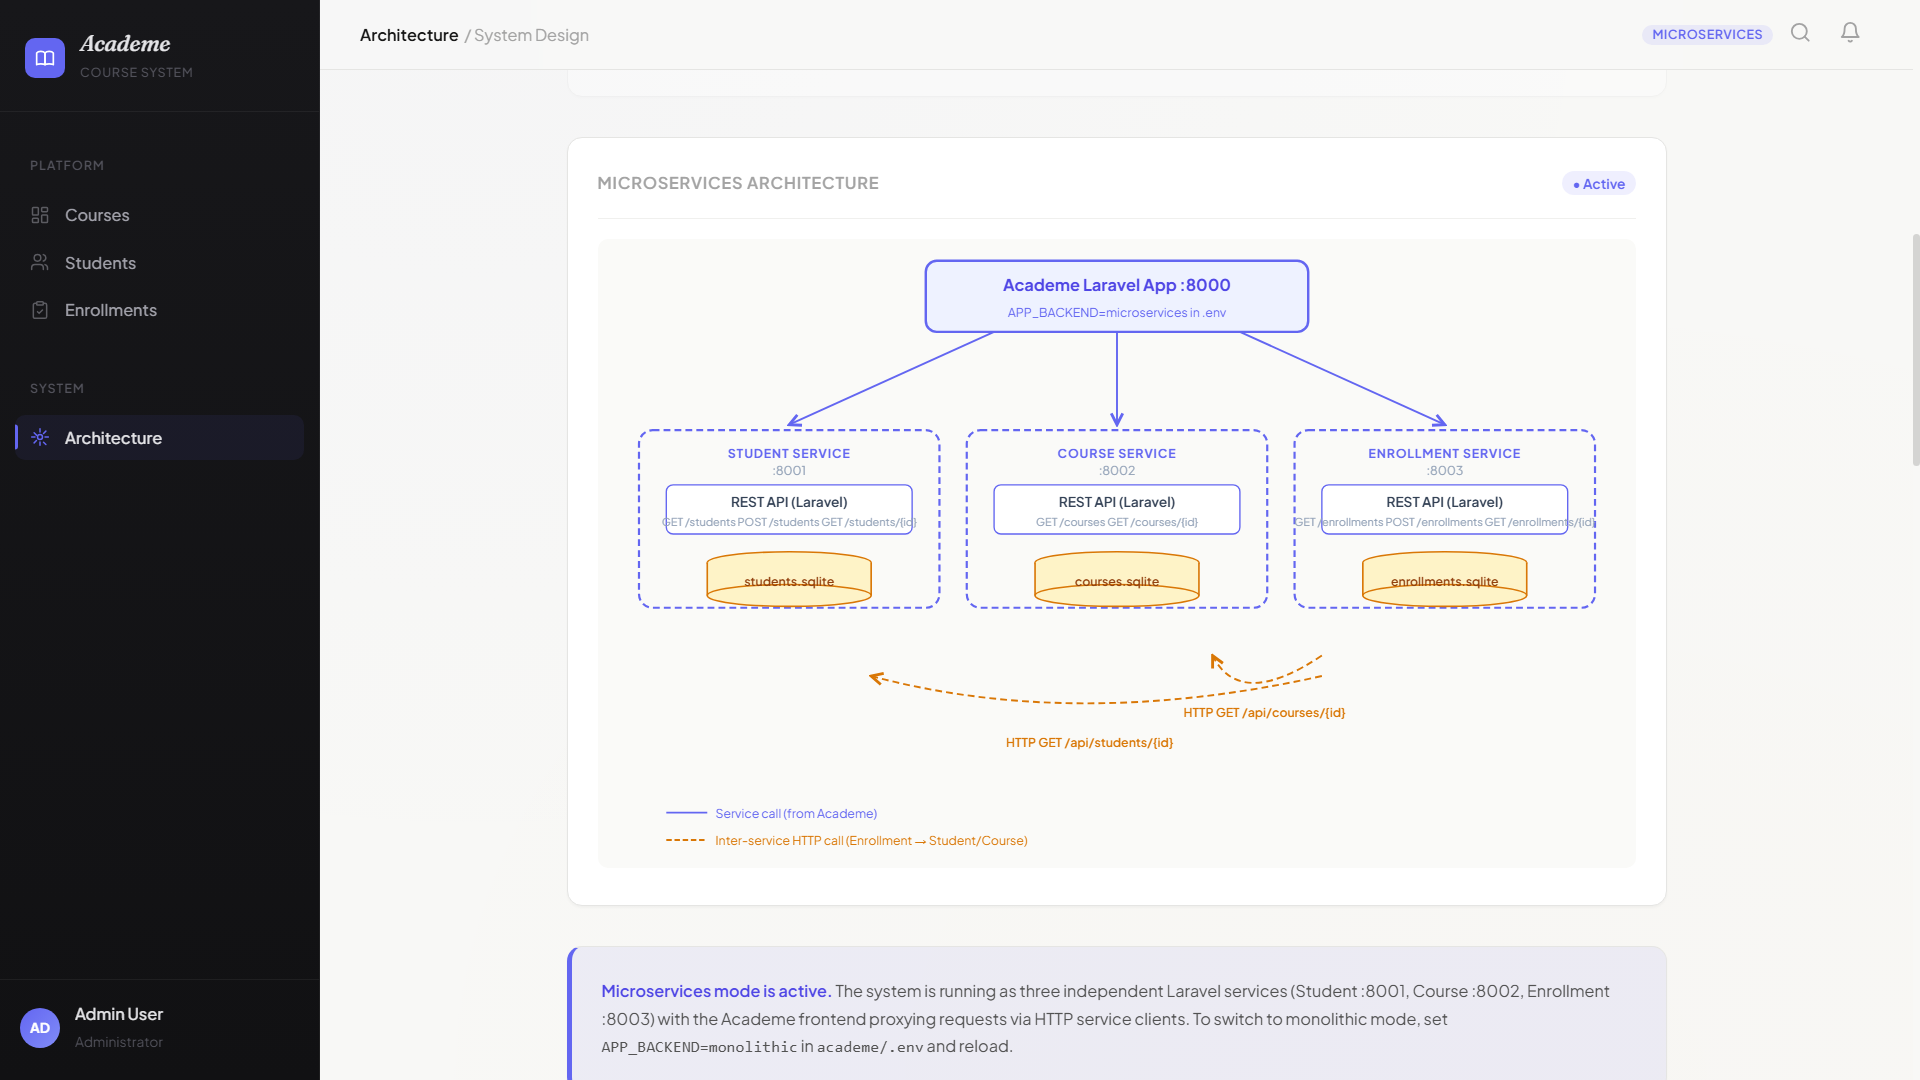 Academe
COURSE SYSTEM
PLATFORM
Courses
Students
Enrollments
SYSTEM
Architecture
AD
Admin User
Administrator
Architecture / System Design
MICROSERVICES
MICROSERVICES ARCHITECTURE
• Active
Academe Laravel App :8000
APP_BACKEND=microservices in .env
STUDENT SERVICE
:8001
REST API (Laravel)
GET /students POST /students GET /students/{id}
students.sqlite
COURSE SERVICE
:8002
REST API (Laravel)
GET /courses GET /courses/{id}
courses.sqlite
ENROLLMENT SERVICE
:8003
REST API (Laravel)
GET /enrollments POST /enrollments GET /enrollments/{id}
enrollments.sqlite
HTTP GET /api/courses/{id}
HTTP GET /api/students/{id}
Service call (from Academe)
Inter-service HTTP call (Enrollment → Student/Course)
Microservices mode is active. The system is running as three independent Laravel services (Student :8001, Course :8002, Enrollment
:8003) with the Academe frontend proxying requests via HTTP service clients. To switch to monolithic mode, set
APP_BACKEND=monolithic in academe/.env and reload.